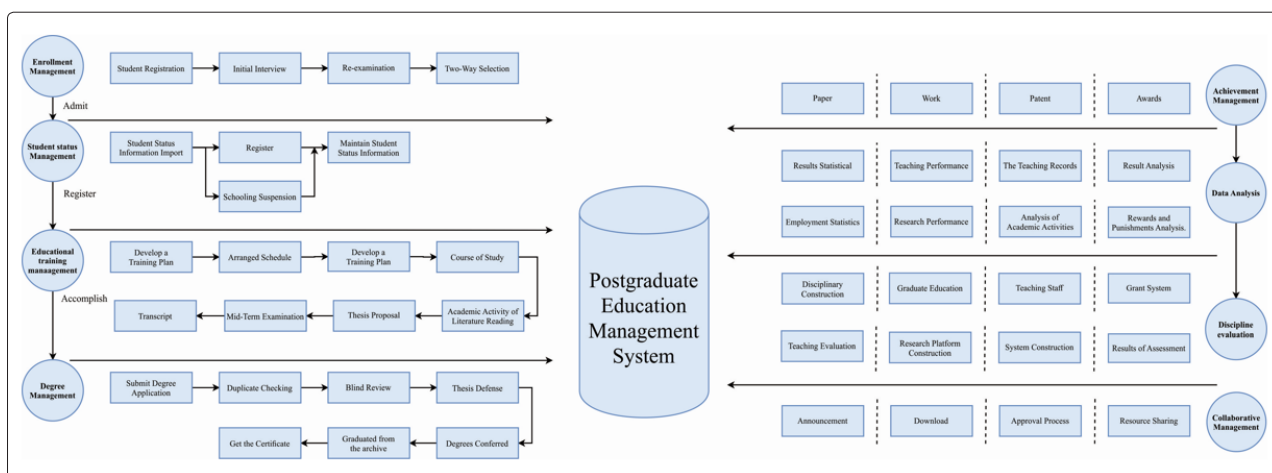 Enrollment
Management
Student Registration
Initial Interview
Re-examination
Two-Way Selection
Admit
Student status
Management
Student Status
Information Import
Register
Maintain Student
Status Information
Schooling Suspension
Register
Educational
training
manaagement
Develop a
Training Plan
Arranged Schedule
Develop a
Training Plan
Course of Study
Accomplish
Transcript
Mid-Term Examination
Thesis Proposal
Academic Activity of
Literature Reading
Degree
Management
Submit Degree
Application
Duplicate Checking
Blind Review
Thesis Defense
Get the Certificate
Graduated from
the archive
Degrees Conferred
Postgraduate
Education
Management
System
Paper
Work
Patent
Awards
Achievement
Management
Results Statistical
Teaching Performance
The Teaching Records
Result Analysis
Data Analysis
Employment Statistics
Research Performance
Analysis of
Academic Activities
Rewards and
Punishments Analysis.
Disciplinary
Construction
Graduate Education
Teaching Staff
Grant System
Discipline
evaluation
Teaching Evaluation
Research Platform
Construction
System Construction
Results of Assessment
Announcement
Download
Approval Process
Resource Sharing
Collaborative
Management